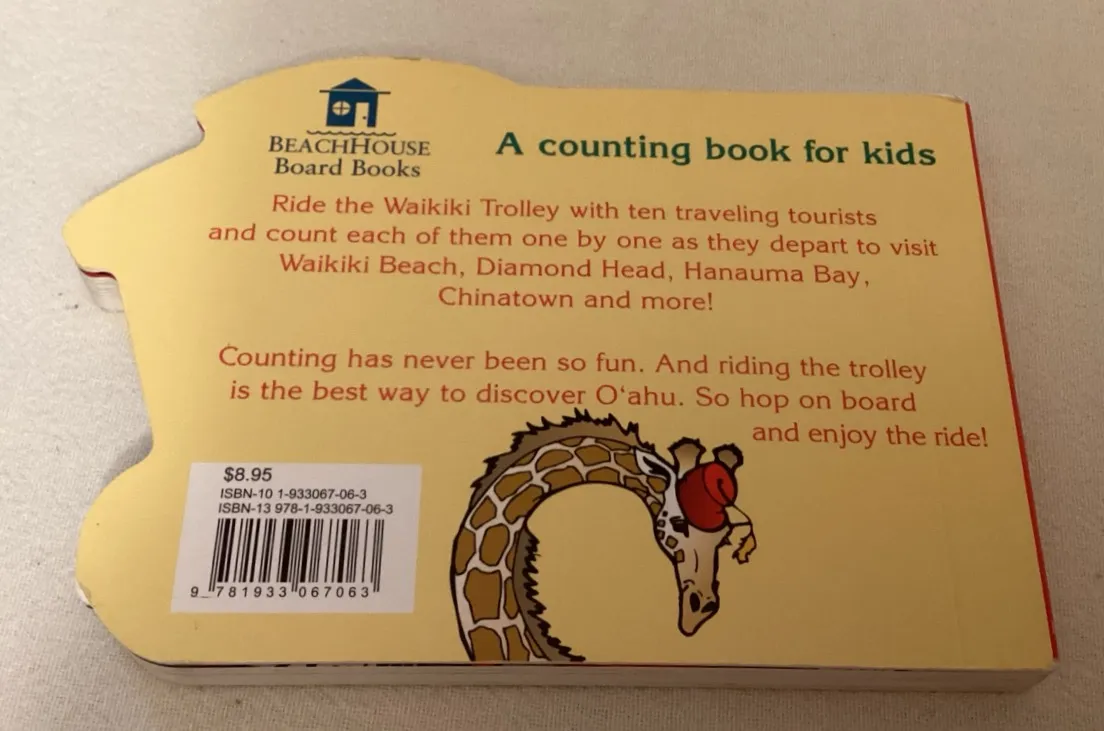 BEACHHOUSE
Board Books
A counting book for kids
Ride the Waikiki Trolley with ten traveling tourists
and count each of them one by one as they depart to visit
Waikiki Beach, Diamond Head, Hanauma Bay,
Chinatown and more!
Counting has never been so fun. And riding the trolley
is the best way to discover Oʻahu. So hop on board
and enjoy the ride!
$8.95
ISBN-10 1-933067-06-3
ISBN-13 978-1-933067-06-3
9 781933 067063